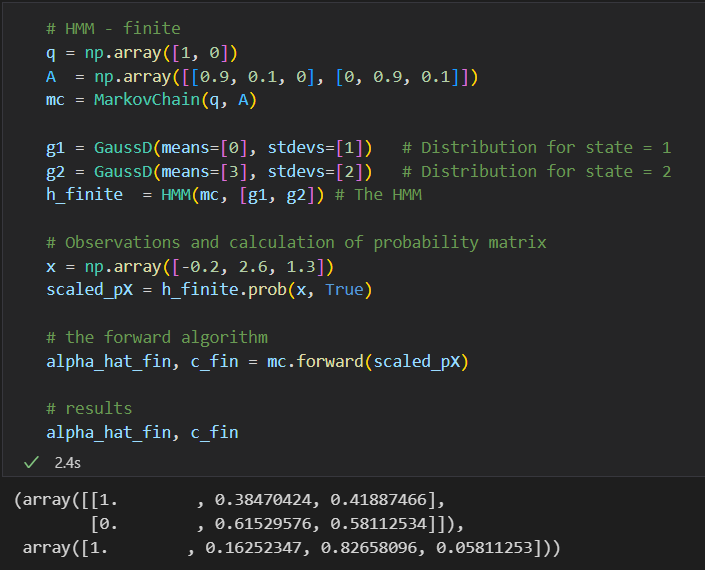 # HMM - finite
q = np.array([1, 0])
A  = np.array([[0.9, 0.1, 0], [0, 0.9, 0.1]])
mc = MarkovChain(q, A)
g1 = GaussD(means=[0], stdevs=[1])   # Distribution for state = 1
g2 = GaussD(means=[3], stdevs=[2])   # Distribution for state = 2
h_finite  = HMM(mc, [g1, g2]) # The HMM
# Observations and calculation of probability matrix
x = np.array([-0.2, 2.6, 1.3])
scaled_pX = h_finite.prob(x, True)
# the forward algorithm
alpha_hat_fin, c_fin = mc.forward(scaled_pX)
# results
alpha_hat_fin, c_fin
✓ 2.4s
(array([[1.        , 0.38470424, 0.41887466],
        [0.        , 0.61529576, 0.58112534]]),
 array([1.        , 0.16252347, 0.82658096, 0.05811253]))